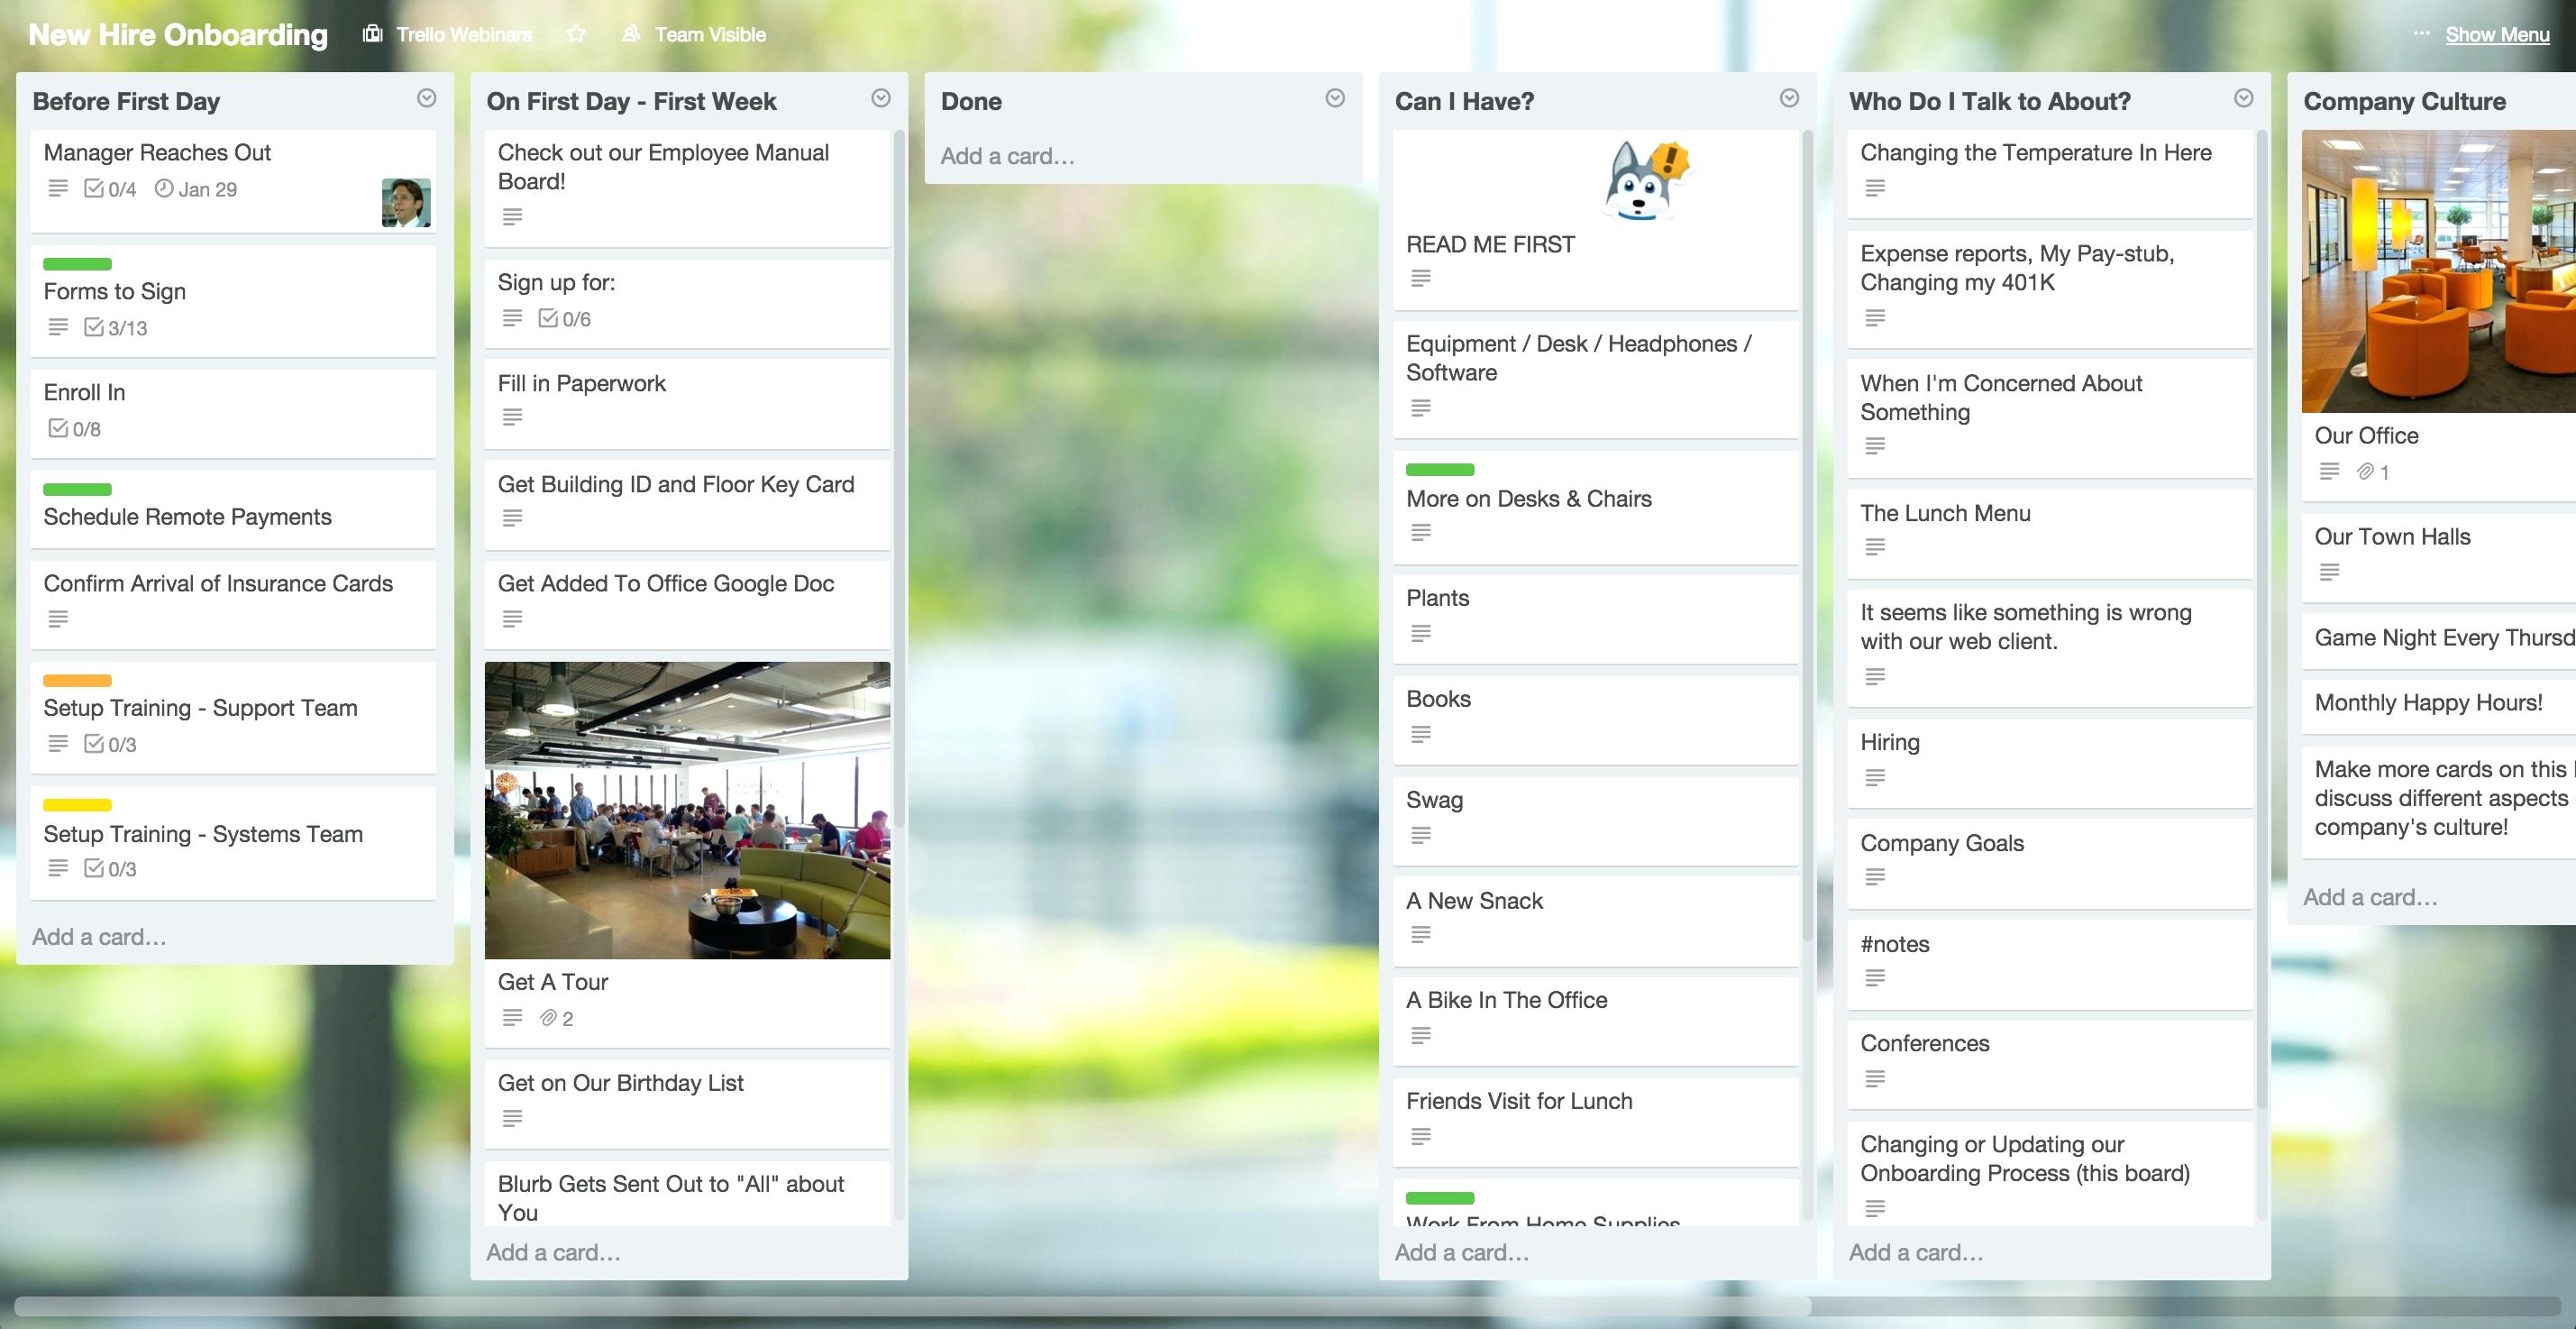 New Hire Onboarding
Trello Webinars
Team Visible
Show Menu
Before First Day
Manager Reaches Out
0/4
Jan 29
Forms to Sign
3/13
Enroll In
0/8
Schedule Remote Payments
Confirm Arrival of Insurance Cards
Setup Training - Support Team
0/3
Setup Training - Systems Team
0/3
Add a card…
On First Day - First Week
Check out our Employee Manual
Board!
Sign up for:
0/6
Fill in Paperwork
Get Building ID and Floor Key Card
Get Added To Office Google Doc
Get A Tour
2
Get on Our Birthday List
Blurb Gets Sent Out to "All" about
You
Add a card…
Done
Add a card…
Can I Have?
READ ME FIRST
Equipment / Desk / Headphones /
Software
More on Desks & Chairs
Plants
Books
Swag
A New Snack
A Bike In The Office
Friends Visit for Lunch
Work From Home Supplies
Add a card…
Who Do I Talk to About?
Changing the Temperature In Here
Expense reports, My Pay-stub,
Changing my 401K
When I'm Concerned About
Something
The Lunch Menu
It seems like something is wrong
with our web client.
Hiring
Company Goals
#notes
Conferences
Changing or Updating our
Onboarding Process (this board)
Add a card…
Company Culture
Our Office
1
Our Town Halls
Game Night Every Thursd
Monthly Happy Hours!
Make more cards on this
discuss different aspects
company's culture!
Add a card…